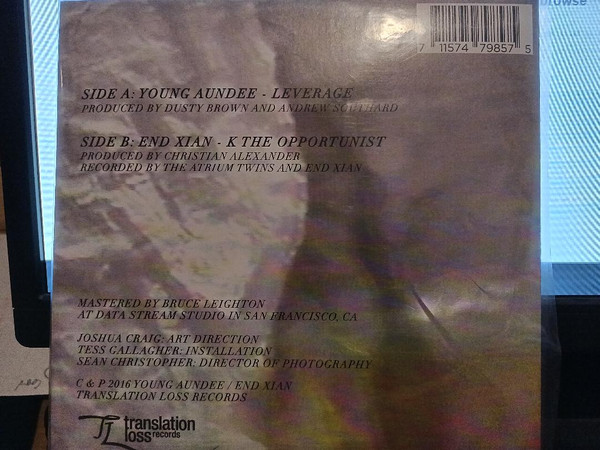 browse
7 11574 79857 5
SIDE A: YOUNG AUNDEE - LEVERAGE
PRODUCED BY DUSTY BROWN AND ANDREW SOUTHARD
SIDE B: END XIAN - K THE OPPORTUNIST
PRODUCED BY CHRISTIAN ALEXANDER
RECORDED BY THE ATRIUM TWINS AND END XIAN
MASTERED BY BRUCE LEIGHTON
AT DATA STREAM STUDIO IN SAN FRANCISCO, CA
JOSHUA CRAIG: ART DIRECTION
TESS GALLAGHER: INSTALLATION
SEAN CHRISTOPHER: DIRECTOR OF PHOTOGRAPHY
C & P 2016 YOUNG AUNDEE / END XIAN
TRANSLATION LOSS RECORDS
TL translation
loss records